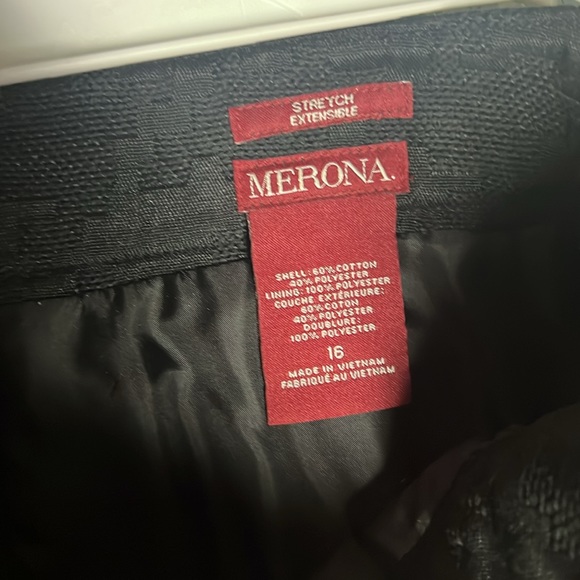 STRETCH
EXTENSIBLE
MERONA.
SHELL: 60% COTTON
40% POLYESTER
LINING: 100% POLYESTER
COUCHE EXTÉRIEURE:
60% COTON
40% POLYESTER
DOUBLURE:
100% POLYESTER
16
MADE IN VIETNAM
FABRIQUÉ AU VIETNAM